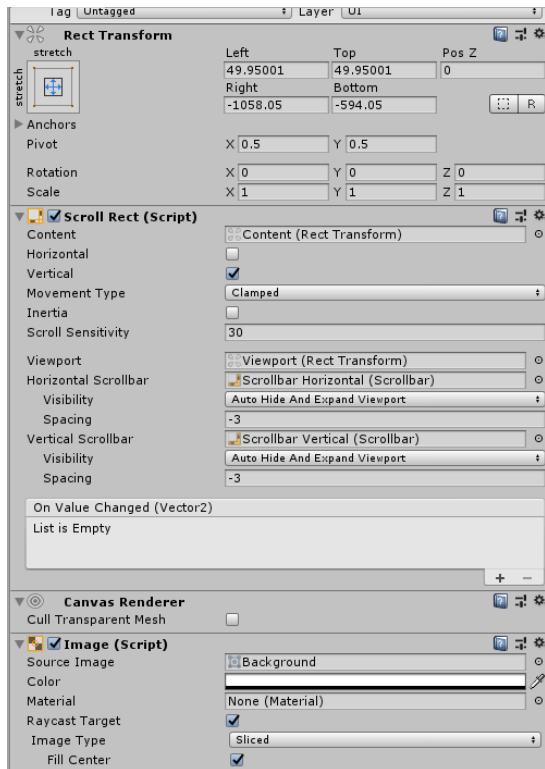 Tag Untagged Layer UI
Rect Transform
stretch Left Top Pos Z
stretch 49.95001 49.95001 0
Right Bottom
-1058.05 -594.05 R
Anchors
Pivot X 0.5 Y 0.5
Rotation X 0 Y 0 Z 0
Scale X 1 Y 1 Z 1
Scroll Rect (Script)
Content Content (Rect Transform)
Horizontal
Vertical
Movement Type Clamped
Inertia
Scroll Sensitivity 30
Viewport Viewport (Rect Transform)
Horizontal Scrollbar Scrollbar Horizontal (Scrollbar)
Visibility Auto Hide And Expand Viewport
Spacing -3
Vertical Scrollbar Scrollbar Vertical (Scrollbar)
Visibility Auto Hide And Expand Viewport
Spacing -3
On Value Changed (Vector2)
List is Empty
+ −
Canvas Renderer
Cull Transparent Mesh
Image (Script)
Source Image Background
Color
Material None (Material)
Raycast Target
Image Type Sliced
Fill Center